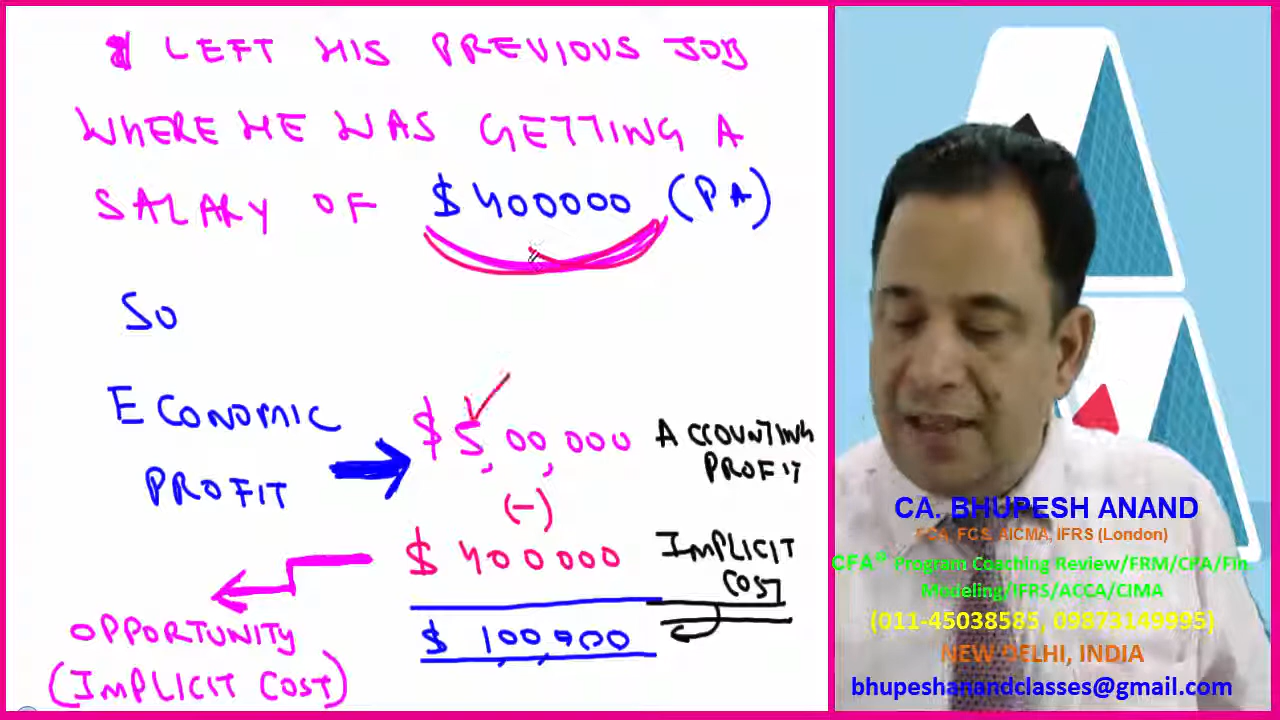 LEFT HIS PREVIOUS JOB
WHERE HE WAS GETTING A
SALARY OF $400000 (PA)
SO
ECONOMIC
PROFIT
$ 5,00,000 ACCOUNTING
PROFIT
(-)
$ 400000 IMPLICIT
COST
$ 100,000
OPPORTUNITY
(IMPLICIT COST)
CA. BHUPESH ANAND
FCA, FCS, AICMA, IFRS (London)
CFA® Program Coaching Review/FRM/CPA/Fin
Modeling/IFRS/ACCA/CIMA
(011-45038585, 09873149995)
NEW DELHI, INDIA
bhupeshanandclasses@gmail.com